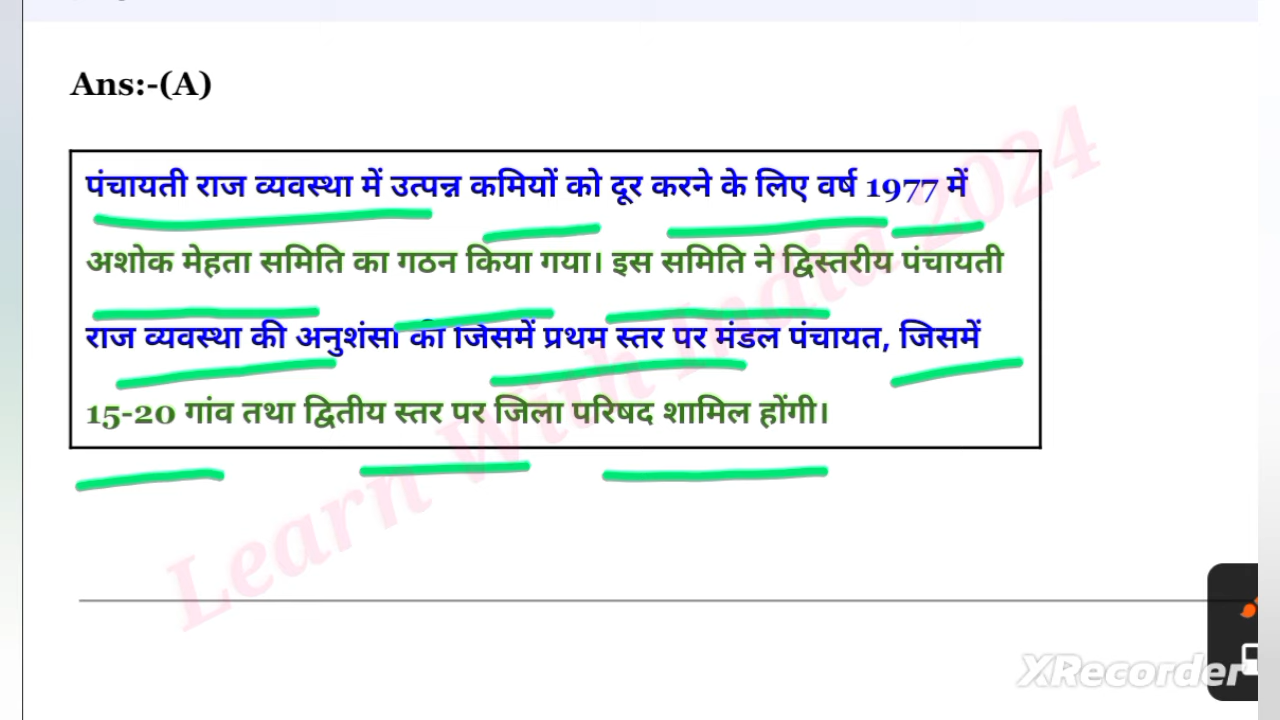 Ans:-(A)
पंचायती राज व्यवस्था में उत्पन्न कमियों को दूर करने के लिए वर्ष 1977 में
अशोक मेहता समिति का गठन किया गया। इस समिति ने द्विस्तरीय पंचायती
राज व्यवस्था की अनुशंसा की जिसमें प्रथम स्तर पर मंडल पंचायत, जिसमें
15-20 गांव तथा द्वितीय स्तर पर जिला परिषद शामिल होंगी।
Learn With India 2024
XRecorder